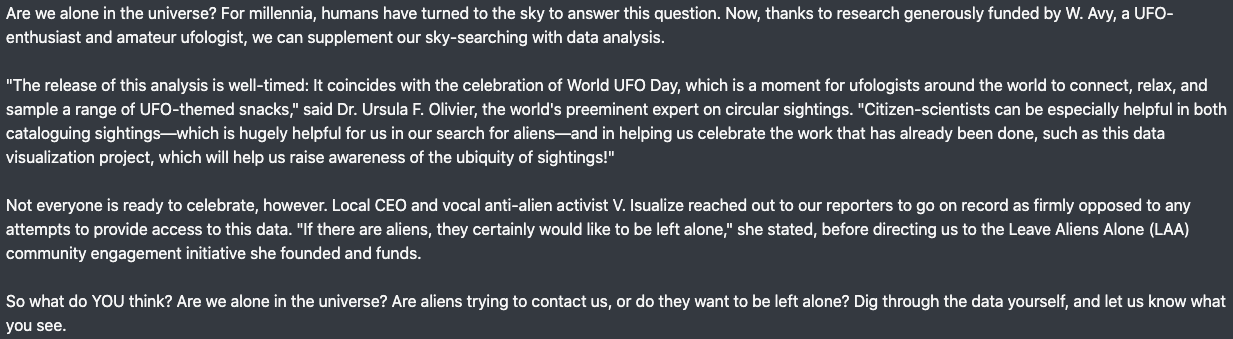 Are we alone in the universe? For millennia, humans have turned to the sky to answer this question. Now, thanks to research generously funded by W. Avy, a UFO-
enthusiast and amateur ufologist, we can supplement our sky-searching with data analysis.
"The release of this analysis is well-timed: It coincides with the celebration of World UFO Day, which is a moment for ufologists around the world to connect, relax, and
sample a range of UFO-themed snacks," said Dr. Ursula F. Olivier, the world's preeminent expert on circular sightings. "Citizen-scientists can be especially helpful in both
cataloguing sightings—which is hugely helpful for us in our search for aliens—and in helping us celebrate the work that has already been done, such as this data
visualization project, which will help us raise awareness of the ubiquity of sightings!"
Not everyone is ready to celebrate, however. Local CEO and vocal anti-alien activist V. Isualize reached out to our reporters to go on record as firmly opposed to any
attempts to provide access to this data. "If there are aliens, they certainly would like to be left alone," she stated, before directing us to the Leave Aliens Alone (LAA)
community engagement initiative she founded and funds.
So what do YOU think? Are we alone in the universe? Are aliens trying to contact us, or do they want to be left alone? Dig through the data yourself, and let us know what
you see.